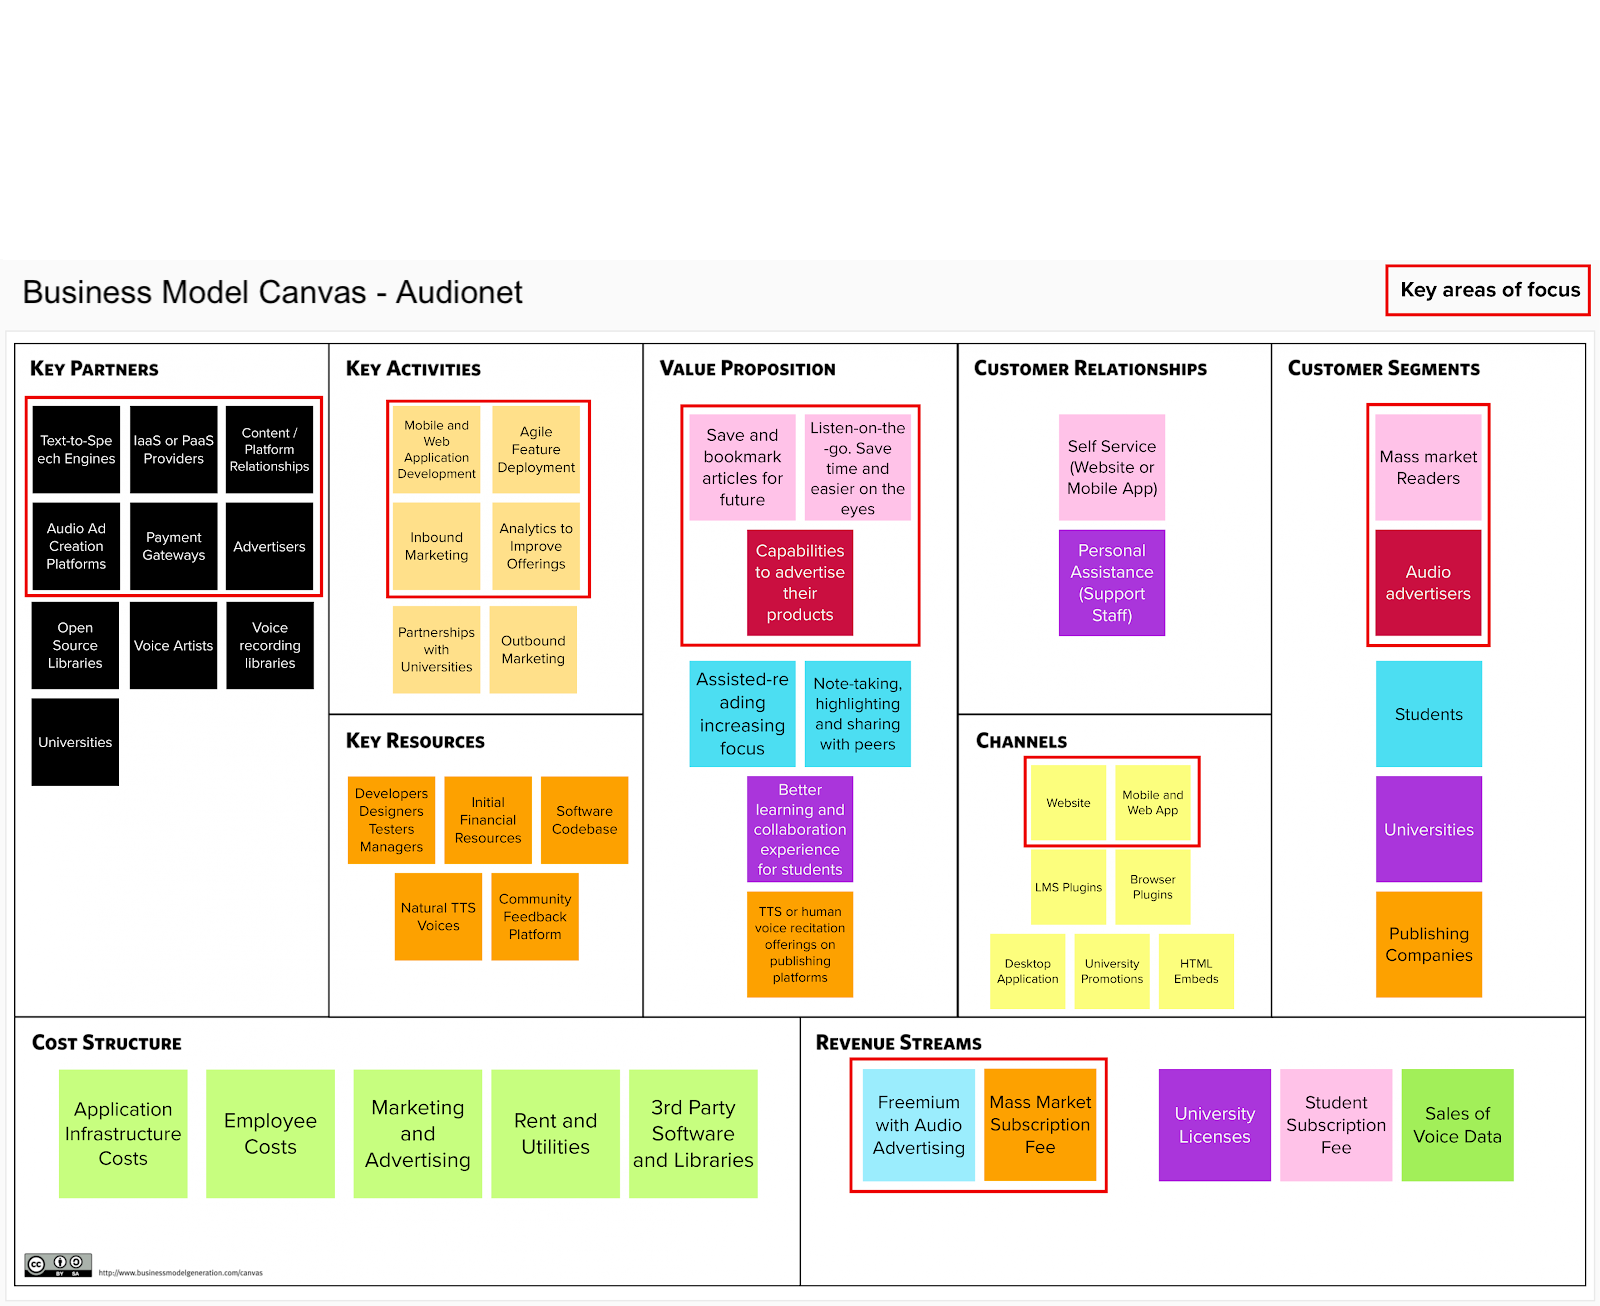 Business Model Canvas - Audionet
Key areas of focus
KEY PARTNERS
Text-to-Spe
ech Engines
IaaS or PaaS
Providers
Content /
Platform
Relationships
Audio Ad
Creation
Platforms
Payment
Gateways
Advertisers
Open
Source
Libraries
Voice Artists
Voice
recording
libraries
Universities
KEY ACTIVITIES
Mobile and
Web
Application
Development
Agile
Feature
Deployment
Inbound
Marketing
Analytics to
Improve
Offerings
Partnerships
with
Universities
Outbound
Marketing
KEY RESOURCES
Developers
Designers
Testers
Managers
Initial
Financial
Resources
Software
Codebase
Natural TTS
Voices
Community
Feedback
Platform
VALUE PROPOSITION
Save and
bookmark
articles for
future
Listen-on-the
-go. Save
time and
easier on the
eyes
Capabilities
to advertise
their
products
Assisted-re
ading
increasing
focus
Note-taking,
highlighting
and sharing
with peers
Better
learning and
collaboration
experience
for students
TTS or human
voice recitation
offerings on
publishing
platforms
CUSTOMER RELATIONSHIPS
Self Service
(Website or
Mobile App)
Personal
Assistance
(Support
Staff)
CHANNELS
Website
Mobile and
Web App
LMS Plugins
Browser
Plugins
Desktop
Application
University
Promotions
HTML
Embeds
CUSTOMER SEGMENTS
Mass market
Readers
Audio
advertisers
Students
Universities
Publishing
Companies
COST STRUCTURE
Application
Infrastructure
Costs
Employee
Costs
Marketing
and
Advertising
Rent and
Utilities
3rd Party
Software
and Libraries
REVENUE STREAMS
Freemium
with Audio
Advertising
Mass Market
Subscription
Fee
University
Licenses
Student
Subscription
Fee
Sales of
Voice Data
cc
BY SA
http://www.businessmodelgeneration.com/canvas